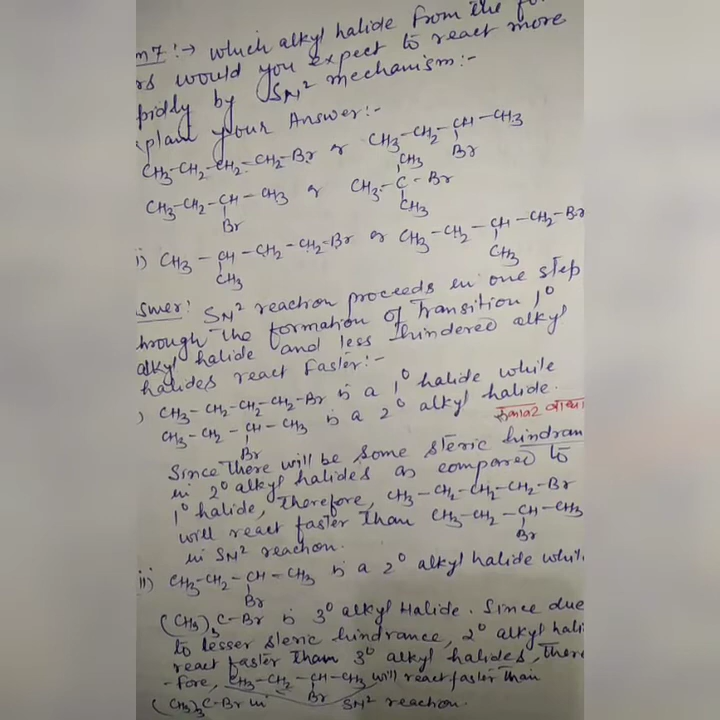 m7 :→ which alkyl halide from the fo
rs would you expect to react more
pidly by SN² mechanism:-
plain your Answer:-
CH3-CH2-CH2-CH2-Br or CH3-CH2-CH-CH3
Br
CH3-CH2-CH-CH3 or CH3-C-Br
Br
CH3
CH3
i) CH3-CH-CH2-CH2-Br or CH3-CH2-CH-CH2-Br
CH3
CH3
swer: SN² reaction proceeds in one step
hrough the formation of Transition 1°
alkyl halide and less hindered alkyl
halides react Faster:-
) CH3-CH2-CH2-CH2-Br is a 1° halide while
CH3-CH2-CH-CH3 is a 2° alkyl halide.
Br
Since there will be some steric hindran
in 2° alkyl halides as compared to
1° halide, therefore, CH3-CH2-CH2-CH2-Br
will react faster than CH3-CH2-CH-CH3
Br
in SN² reaction.
ii) CH3-CH2-CH-CH3 is a 2° alkyl halide whil
Br
(CH3)3C-Br is 3° alkyl Halide. Since due
to lesser steric hindrance, 2° alkyl hali
react faster than 3° alkyl halides, there
-fore, CH3-CH2-CH-CH3 will react faster than
Br
(CH3)3C-Br in SN² reaction.